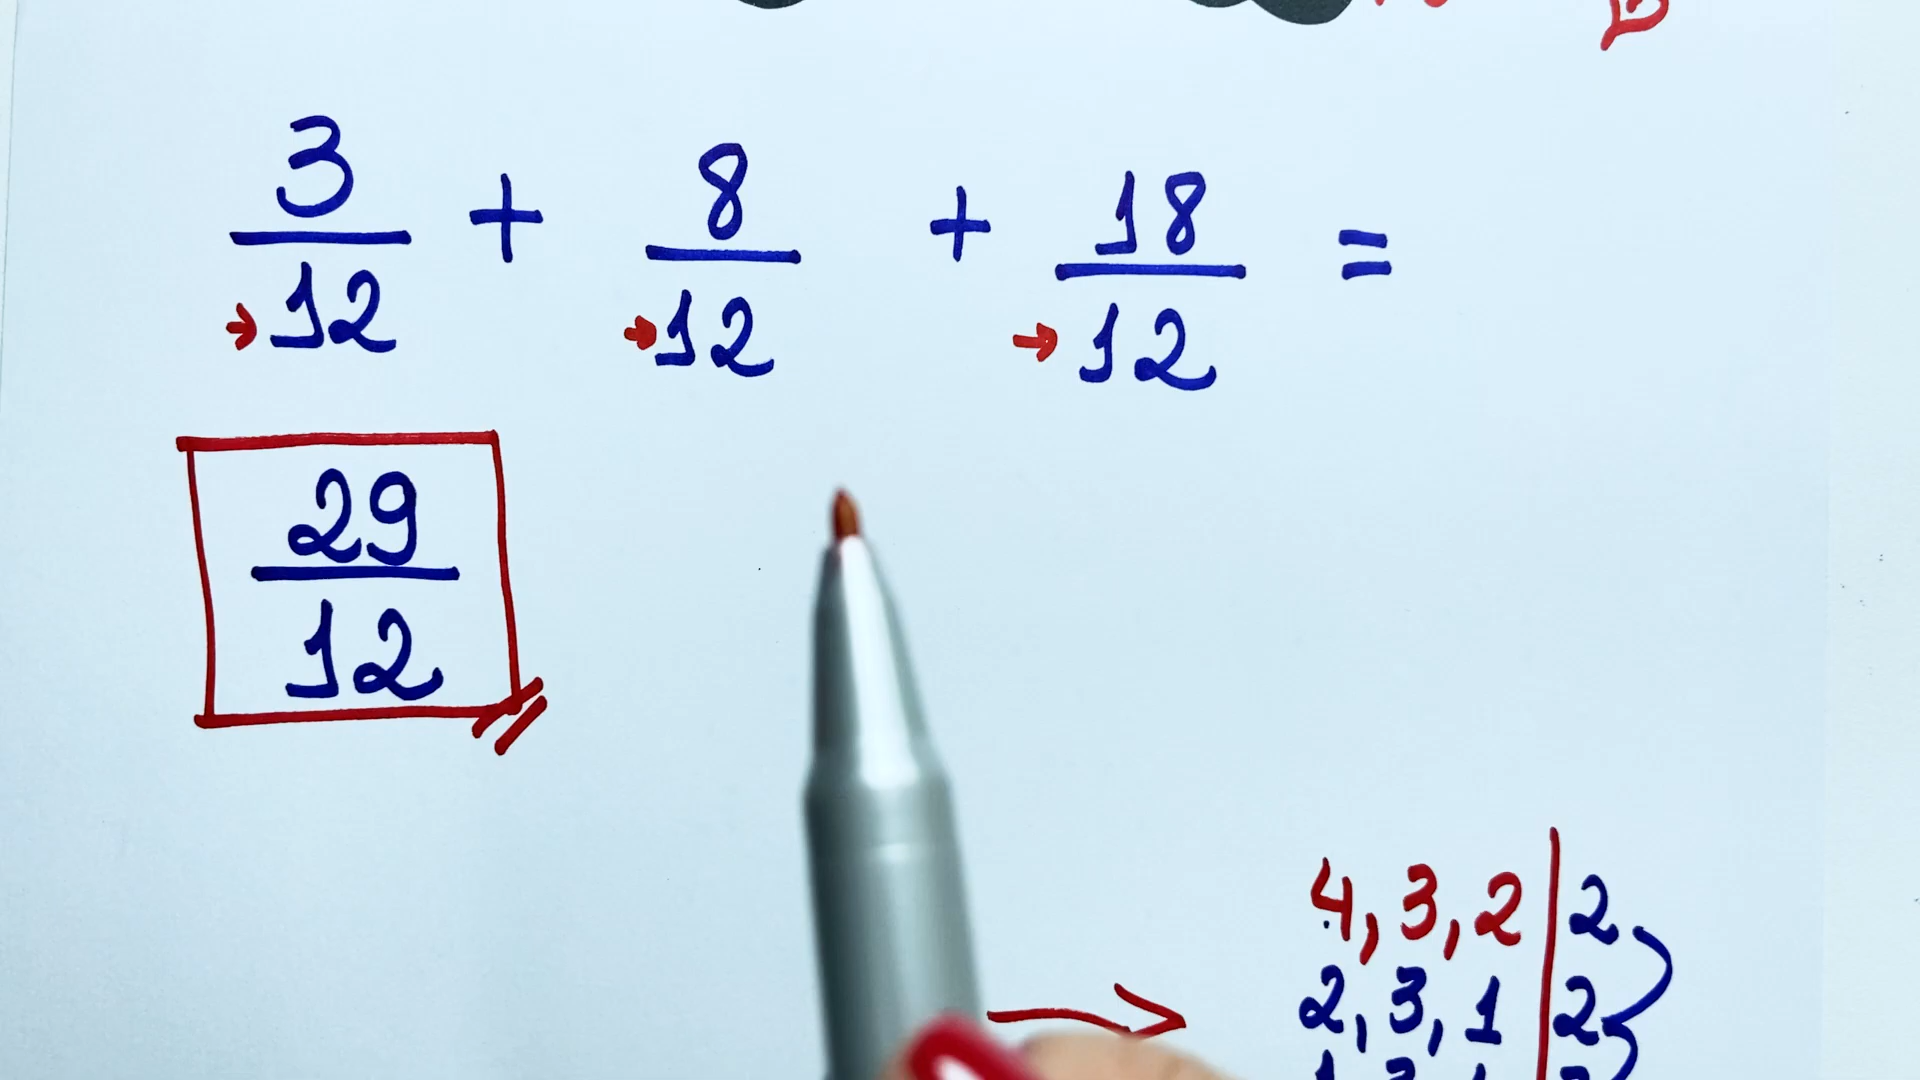 3/12 + 8/12 + 18/12 =
29/12
4, 3, 2 | 2
2, 3, 1 | 2